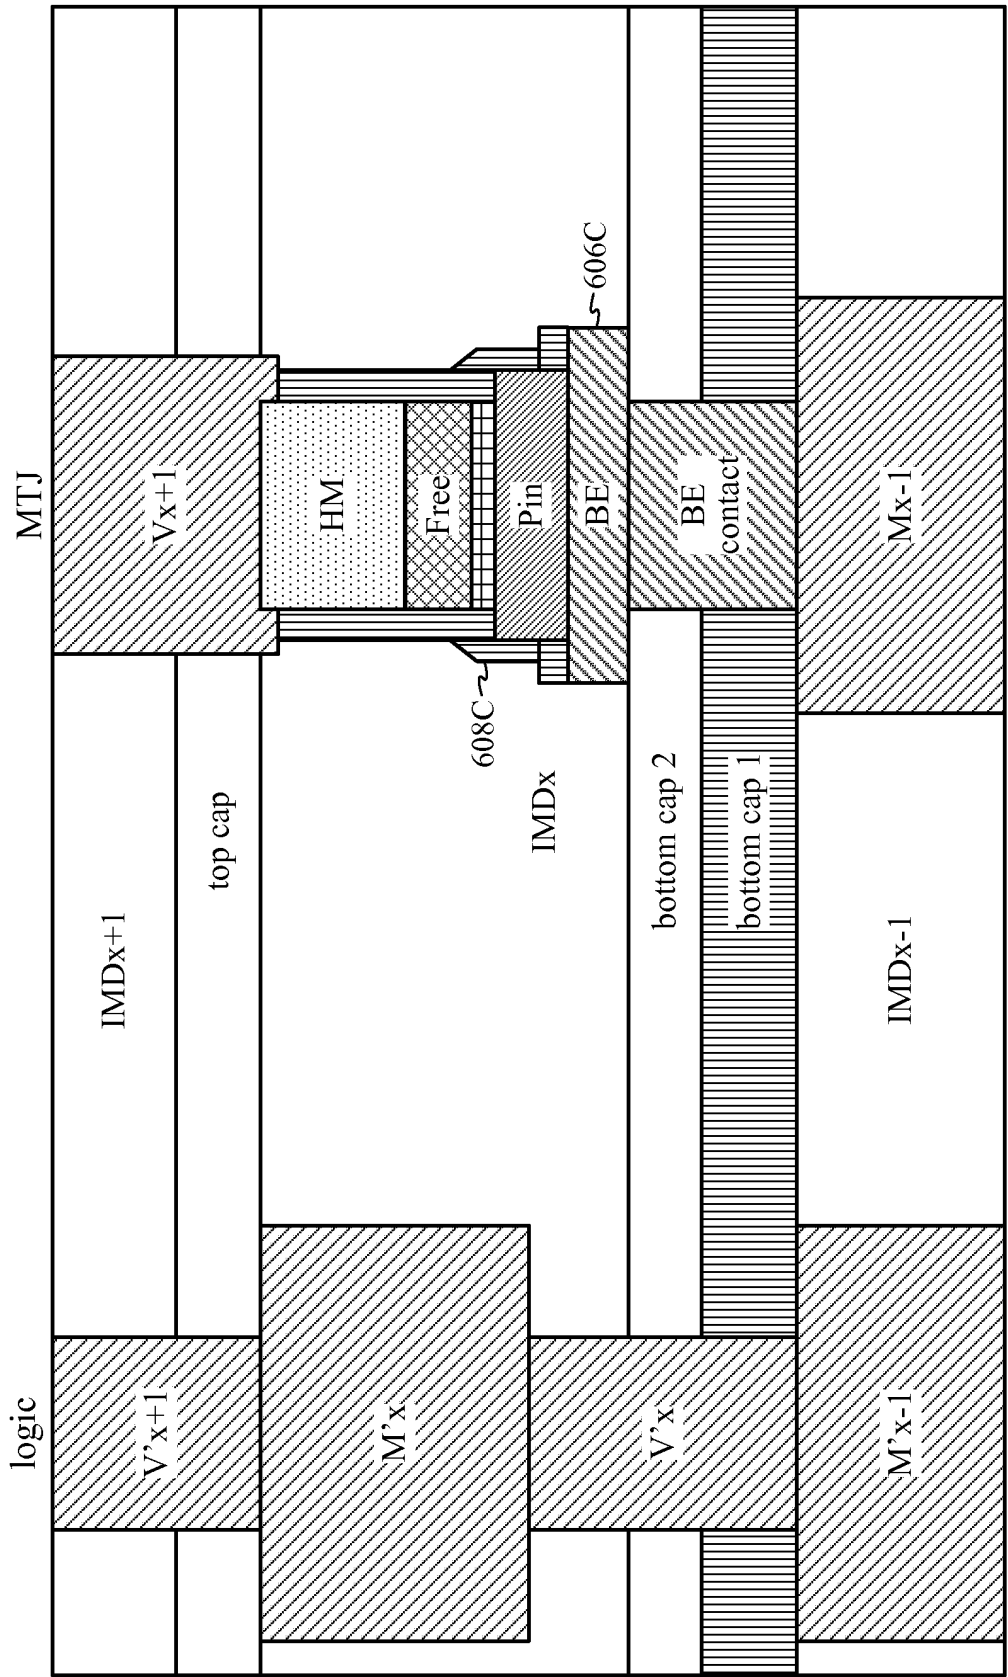 logic
MTJ
V'x+1
IMDx+1
Vx+1
top cap
HM
M'x
Free
608C
Pin
IMDx
BE
606C
V'x
bottom cap 2
BE
contact
bottom cap 1
M'x-1
IMDx-1
Mx-1